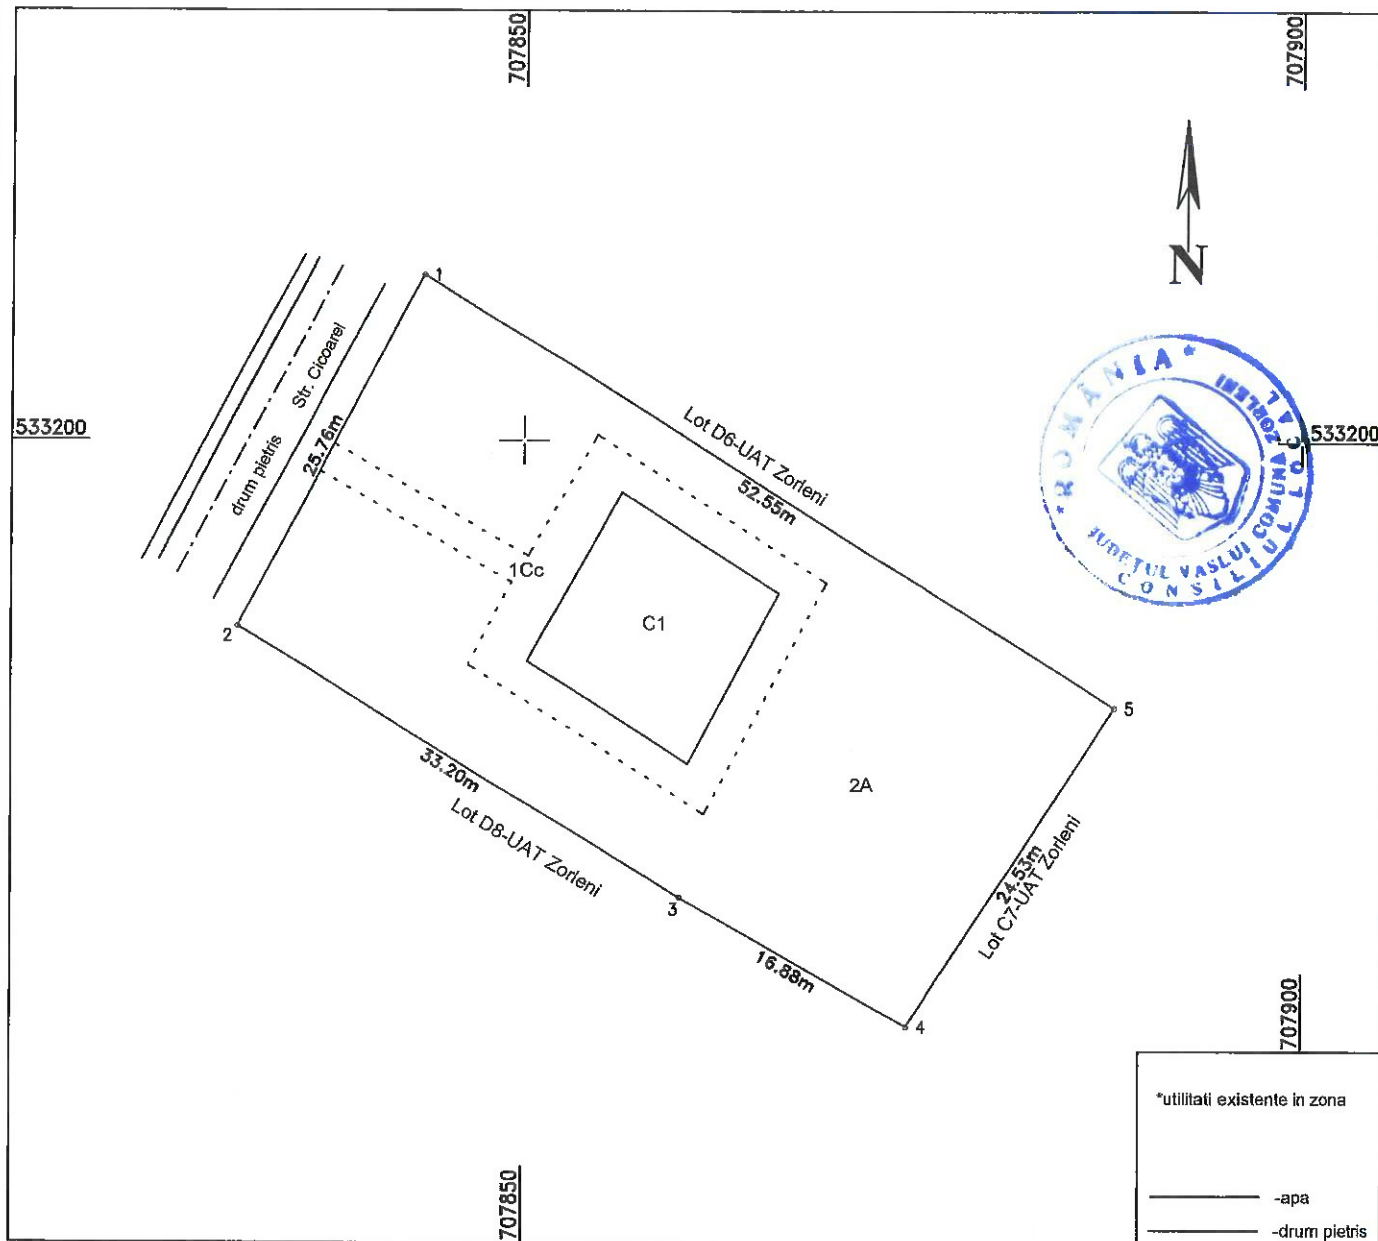 707850
707900
N
1
Str. Cicoarei
drum pietris
25.76m
533200
533200
Lot D6-UAT Zorleni
52.55m
* ROMÂNIA *
JUDEȚUL VASLUI COMUNA ZORLENI
CONSILIUL LOCAL
1Cc
C1
2
5
2A
33.20m
Lot D8-UAT Zorleni
24.53m
Lot C7-UAT Zorleni
3
16.88m
4
707900
707850
*utilitati existente in zona
-apa
-drum pietris